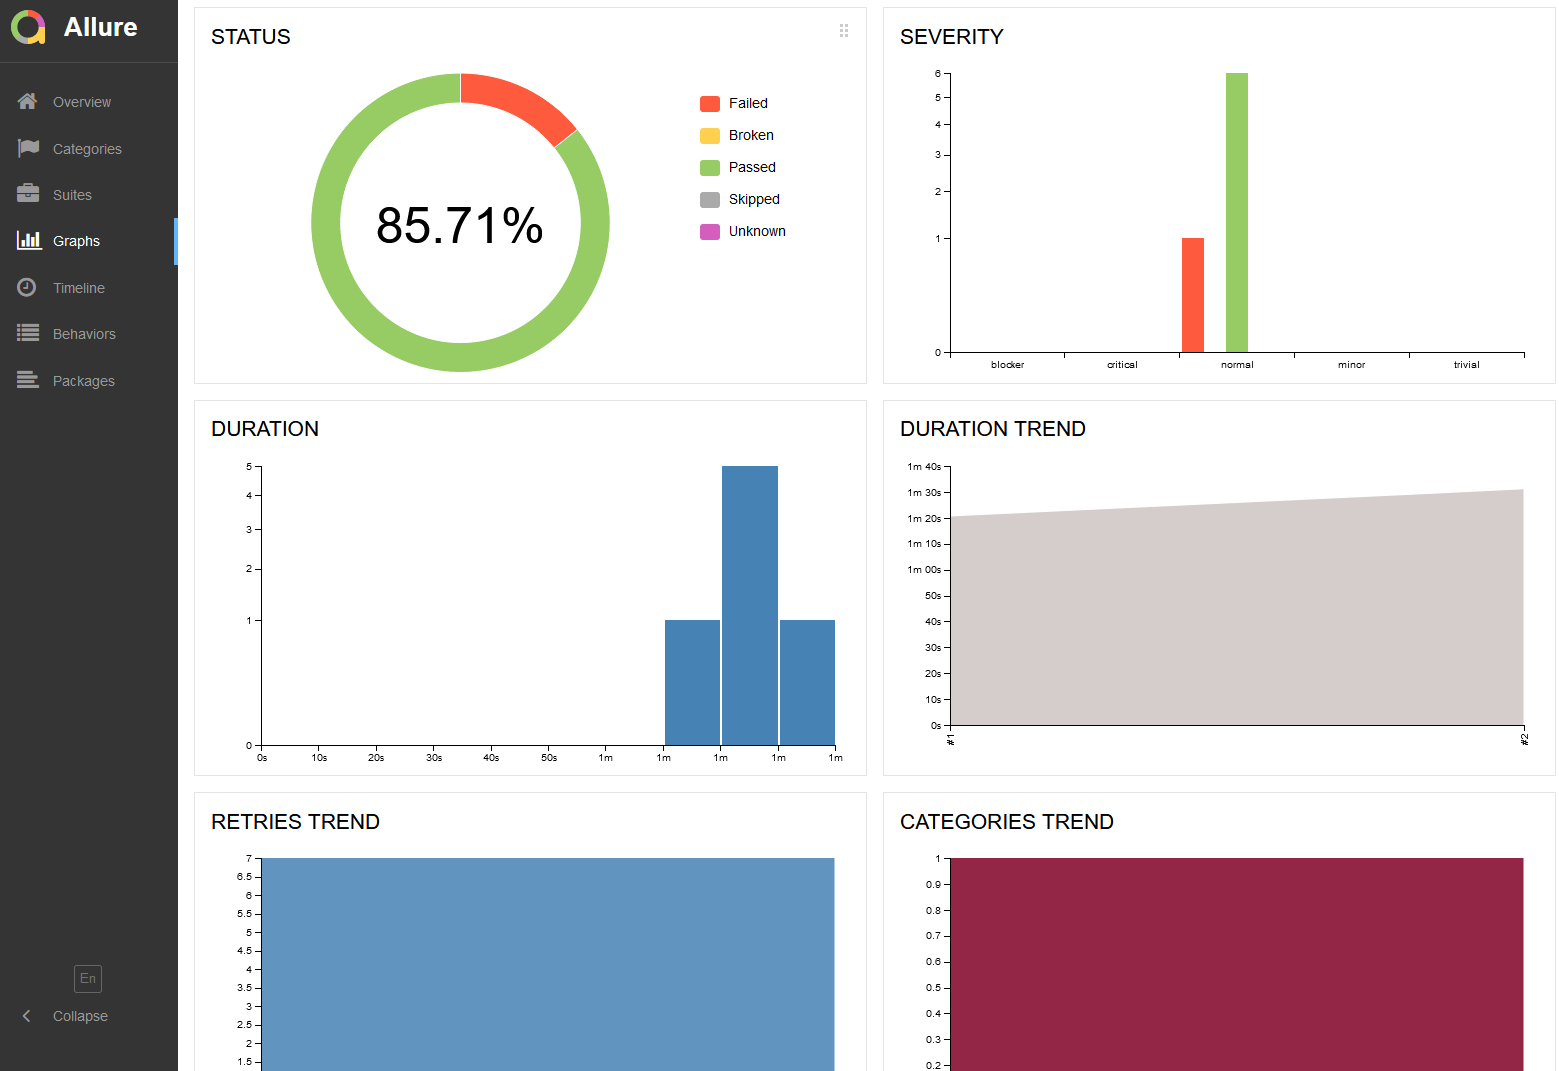 Allure
Overview
Categories
Suites
Graphs
Timeline
Behaviors
Packages
En
Collapse
STATUS
85.71%
Failed
Broken
Passed
Skipped
Unknown
SEVERITY
6
5
4
3
2
1
0
blocker critical normal minor trivial
DURATION
5
4
3
2
1
0
0s 10s 20s 30s 40s 50s 1m 1m 1m 1m 1m
DURATION TREND
1m 40s
1m 30s
1m 20s
1m 10s
1m 00s
50s
40s
30s
20s
10s
0s
#1 #2
RETRIES TREND
7
6.5
6
5.5
5
4.5
4
3.5
3
2.5
2
1.5
CATEGORIES TREND
1
0.9
0.8
0.7
0.6
0.5
0.4
0.3
0.2